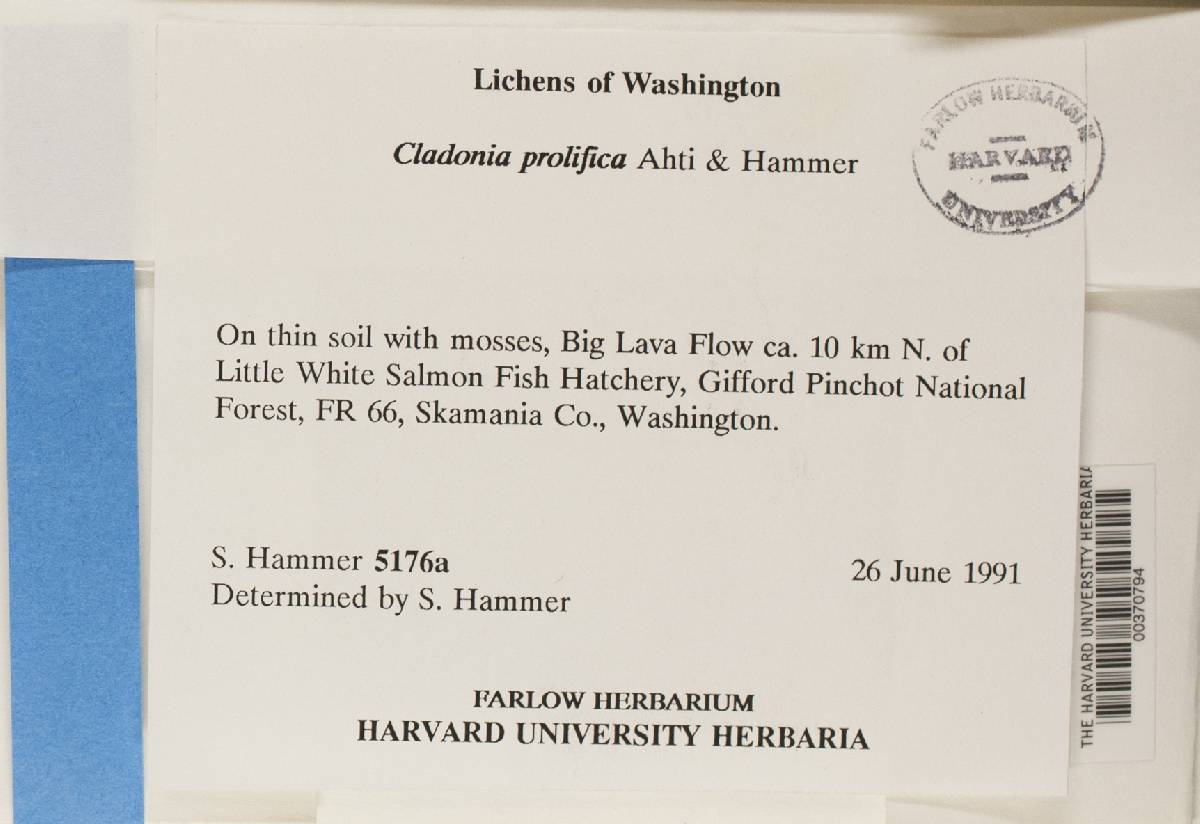 Lichens of Washington
Cladonia prolifica Ahti & Hammer
FARLOW HERBARIUM
HARVARD
UNIVERSITY
On thin soil with mosses, Big Lava Flow ca. 10 km N. of
Little White Salmon Fish Hatchery, Gifford Pinchot National
Forest, FR 66, Skamania Co., Washington.
S. Hammer 5176a
26 June 1991
Determined by S. Hammer
FARLOW HERBARIUM
HARVARD UNIVERSITY HERBARIA
THE HARVARD UNIVERSITY HERBARIA
00370794